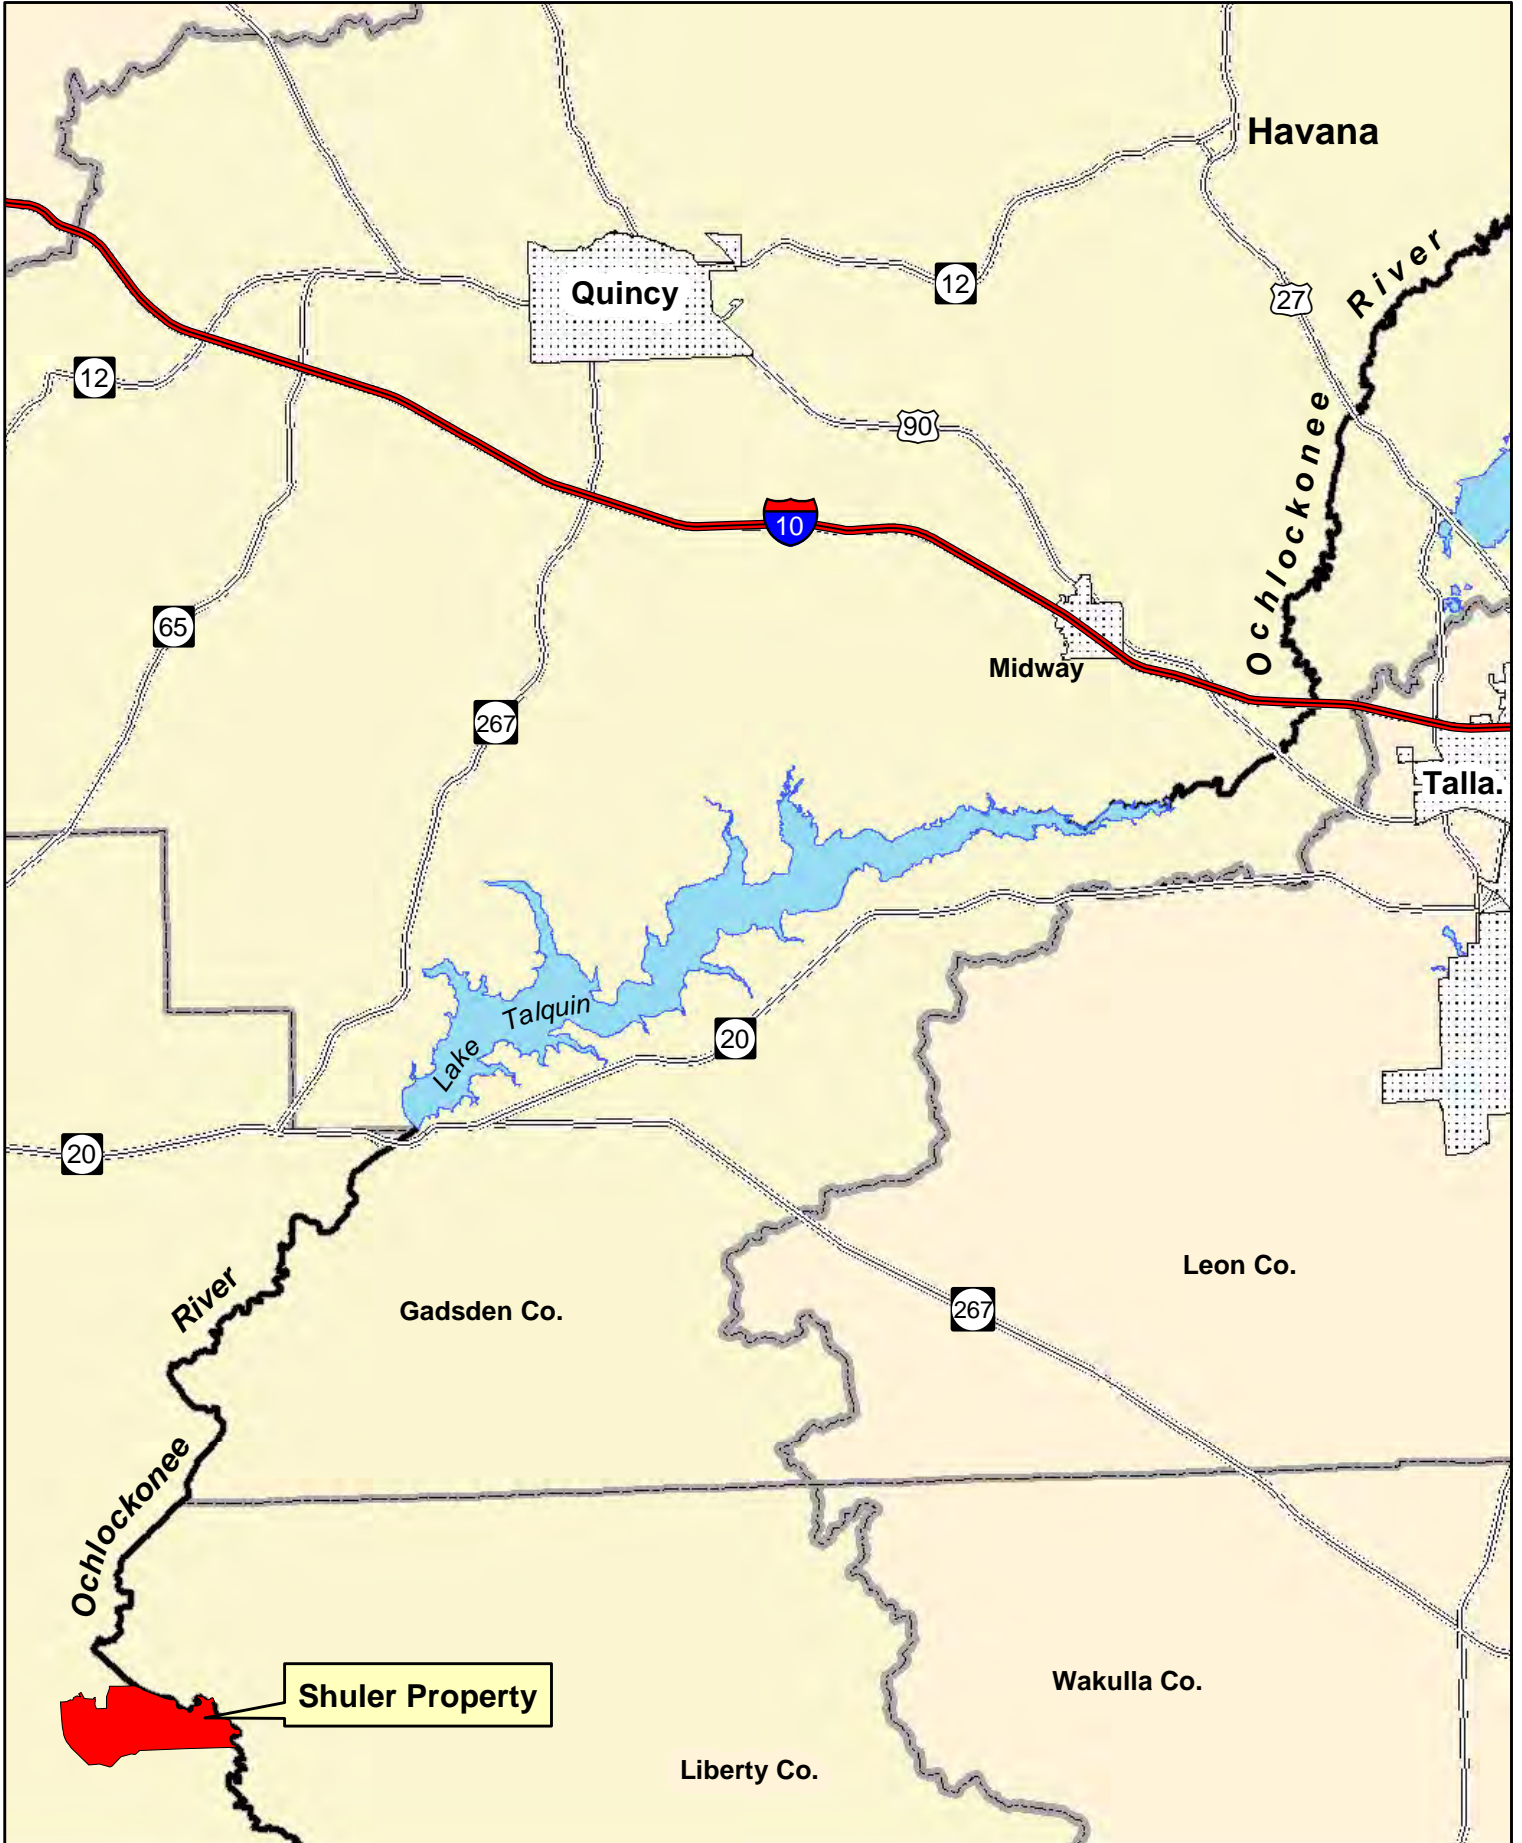 Havana
River
Quincy
12
27
12
90
Ochlockonee
10
65
Midway
267
Talla.
Talquin
20
Lake
20
River
Leon Co.
Gadsden Co.
267
Ochlockonee
Shuler Property
Wakulla Co.
Liberty Co.